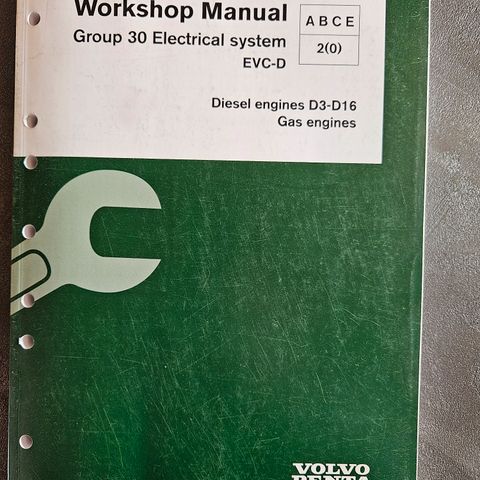 Workshop Manual
Group 30 Electrical system
EVC-D
A B C E
2(0)
Diesel engines D3-D16
Gas engines
VOLVO
PENTA